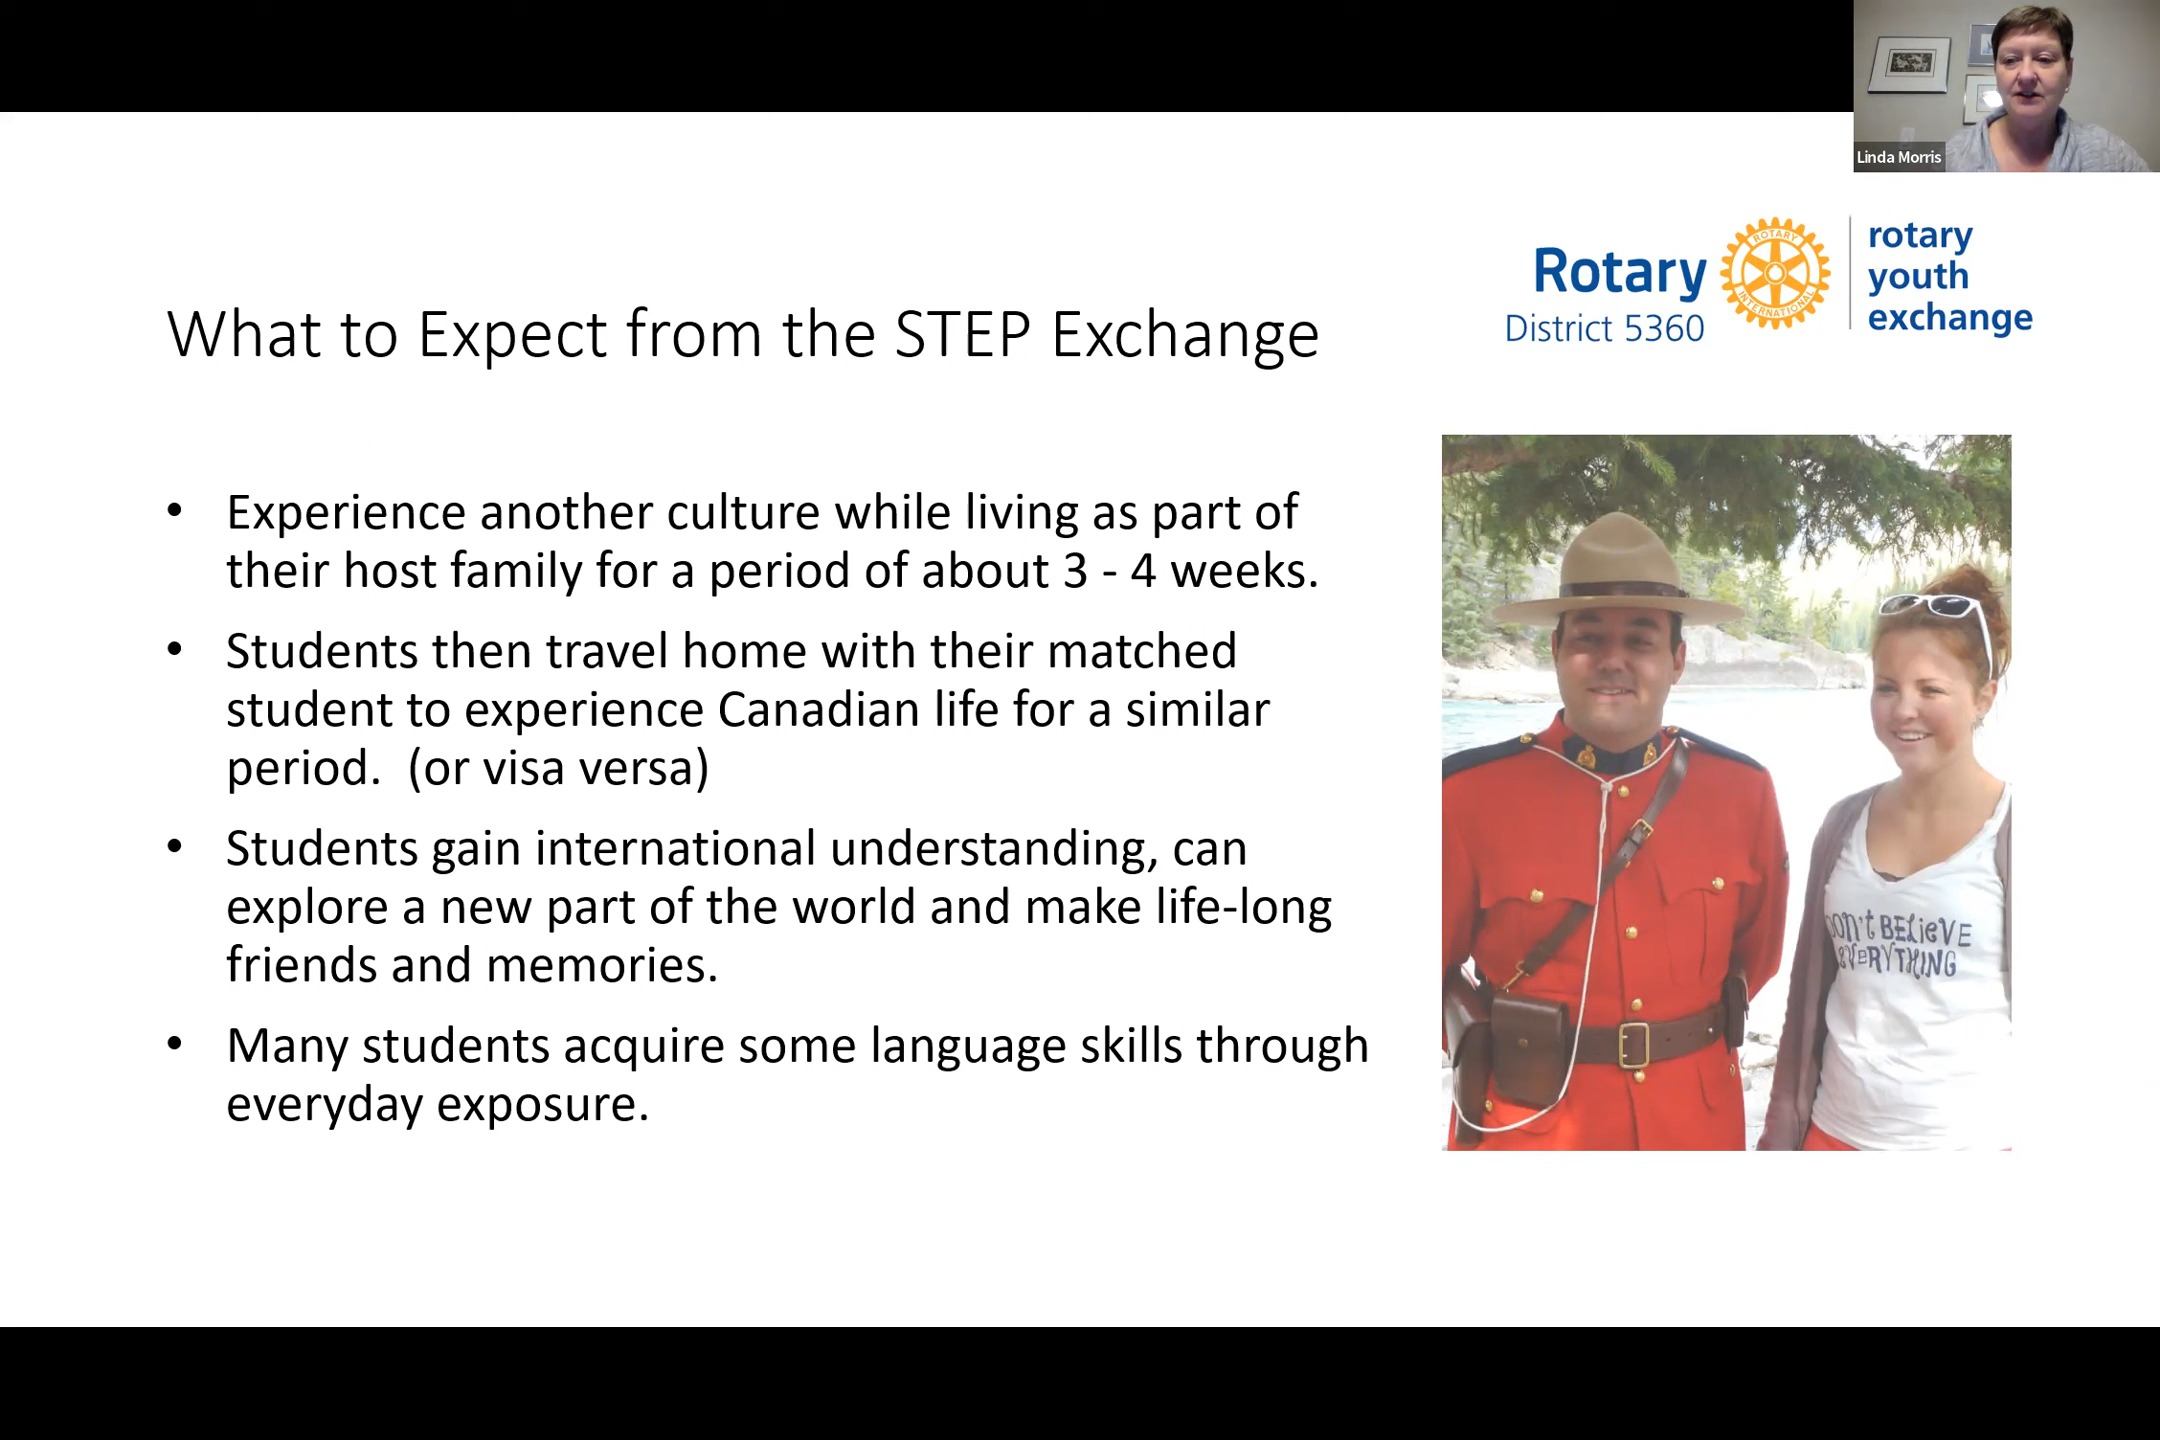 Linda Morris
Rotary
District 5360
ROTARY
INTERNATIONAL
rotary
youth
exchange
What to Expect from the STEP Exchange
• Experience another culture while living as part of
their host family for a period of about 3 - 4 weeks.
• Students then travel home with their matched
student to experience Canadian life for a similar
period.  (or visa versa)
• Students gain international understanding, can
explore a new part of the world and make life-long
friends and memories.
• Many students acquire some language skills through
everyday exposure.
DON't BELieVE
EVERYTHING